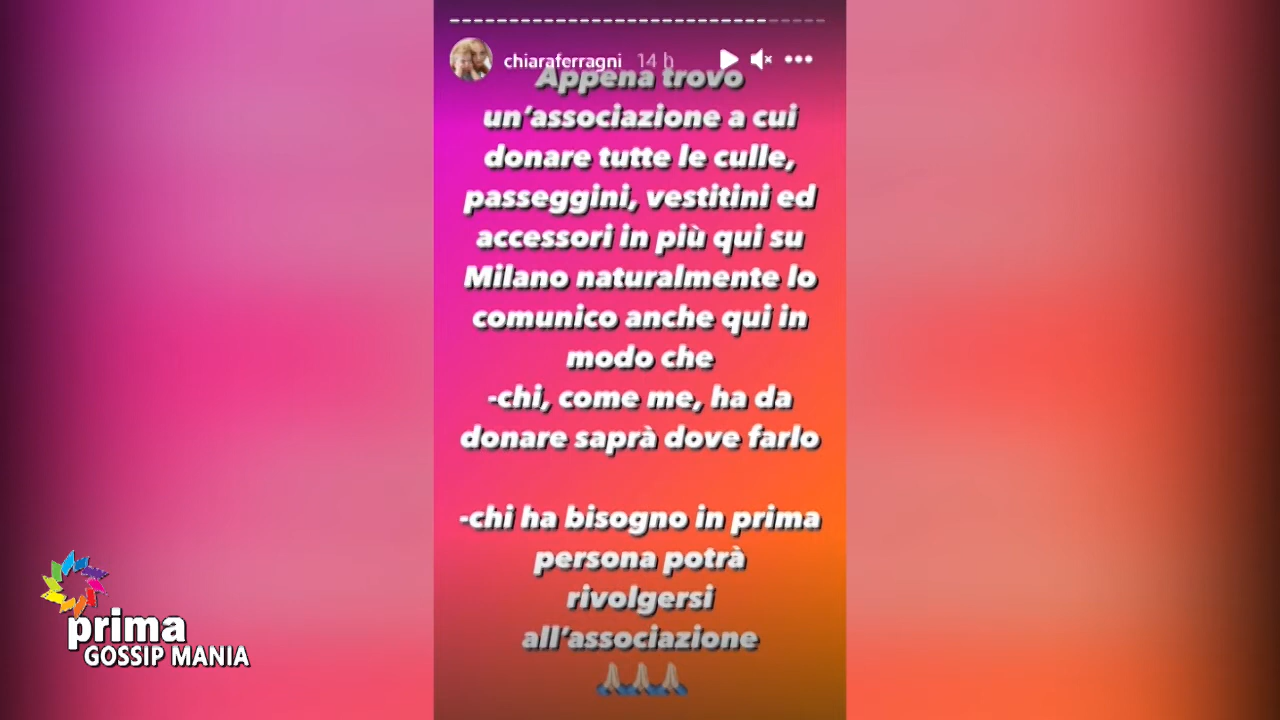 chiaraferragni 14 h
Appena trovo
un'associazione a cui
donare tutte le culle,
passeggini, vestitini ed
accessori in più qui su
Milano naturalmente lo
comunico anche qui in
modo che
-chi, come me, ha da
donare saprà dove farlo
-chi ha bisogno in prima
persona potrà
rivolgersi
all'associazione
🙏🏻🙏🏻🙏🏻
prima
GOSSIP MANIA